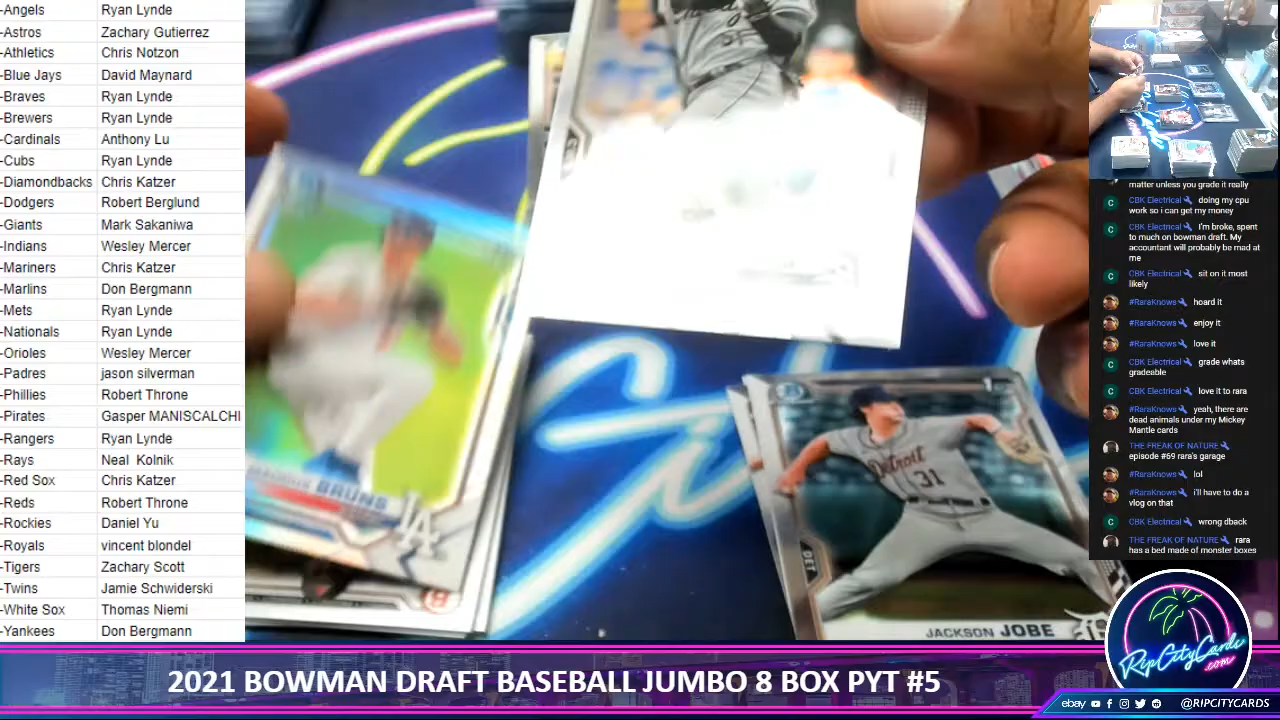 -Angels Ryan Lynde
-Astros Zachary Gutierrez
-Athletics Chris Notzon
-Blue Jays David Maynard
-Braves Ryan Lynde
-Brewers Ryan Lynde
-Cardinals Anthony Lu
-Cubs Ryan Lynde
-Diamondbacks Chris Katzer
-Dodgers Robert Berglund
-Giants Mark Sakaniwa
-Indians Wesley Mercer
-Mariners Chris Katzer
-Marlins Don Bergmann
-Mets Ryan Lynde
-Nationals Ryan Lynde
-Orioles Wesley Mercer
-Padres jason silverman
-Phillies Robert Throne
-Pirates Gasper MANISCALCHI
-Rangers Ryan Lynde
-Rays Neal Kolnik
-Red Sox Chris Katzer
-Reds Robert Throne
-Rockies Daniel Yu
-Royals vincent blondel
-Tigers Zachary Scott
-Twins Jamie Schwiderski
-White Sox Thomas Niemi
-Yankees Don Bergmann
BRUNS
LA
Detroit
31
DET
JACKSON JOBE
matter unless you grade it really
C CBK Electrical doing my cpu
work so i can get my money
C CBK Electrical I'm broke, spent
to much on bowman draft. My
accountant will probably be mad at
me
C CBK Electrical sit on it most
likely
#RaraKnows hoard it
#RaraKnows enjoy it
#RaraKnows love it
C CBK Electrical grade whats
gradeable
C CBK Electrical love it to rara
#RaraKnows yeah, there are
dead animals under my Mickey
Mantle cards
THE FREAK OF NATURE
episode #69 rara's garage
#RaraKnows lol
#RaraKnows i'll have to do a
vlog on that
C CBK Electrical wrong dback
THE FREAK OF NATURE rara
has a bed made of monster boxes
RipCityCards
.com
2021 BOWMAN DRAFT BASEBALL JUMBO 8 BOX PYT #5
ebay @RIPCITYCARDS